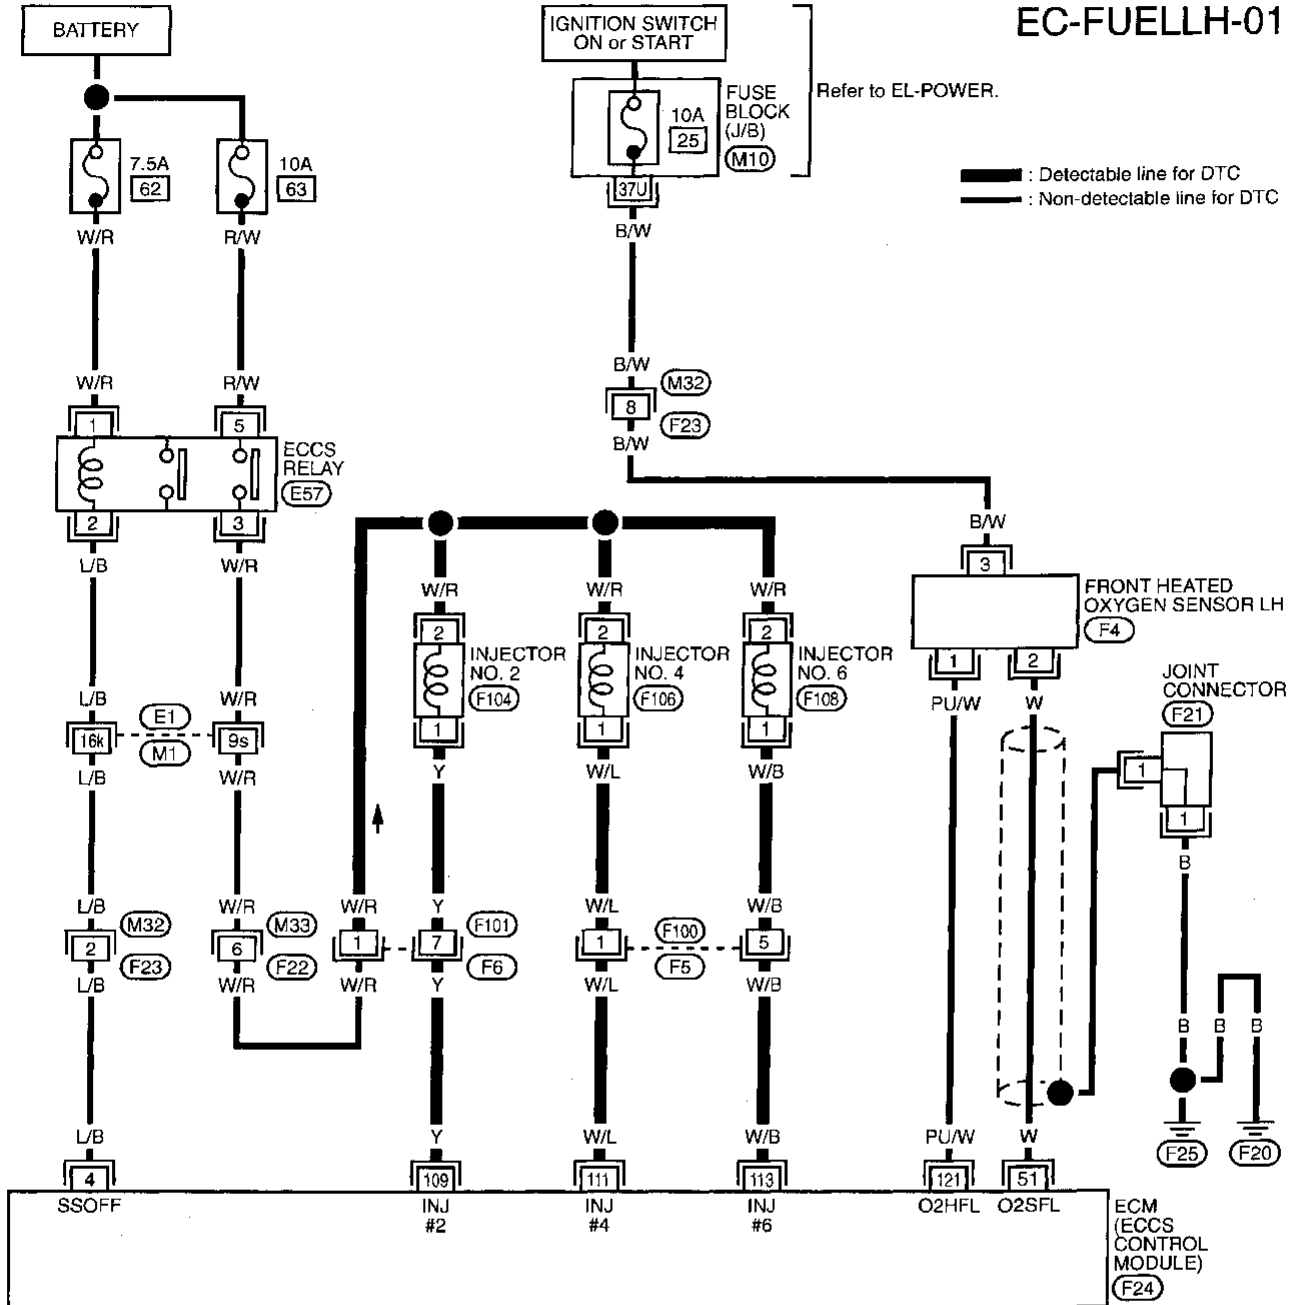 EC-FUELLH-01
BATTERY
IGNITION SWITCH
ON or START
Refer to EL-POWER.
FUSE
BLOCK
(J/B)
M10
10A
25
37U
7.5A
62
10A
63
: Detectable line for DTC
: Non-detectable line for DTC
W/R
R/W
B/W
W/R
R/W
B/W
M32
8
F23
B/W
1
5
ECCS
RELAY
E57
2
3
L/B
W/R
B/W
3
FRONT HEATED
OXYGEN SENSOR LH
F4
1
2
PU/W
W
W/R
W/R
W/R
2
2
2
INJECTOR
NO. 2
F104
INJECTOR
NO. 4
F106
INJECTOR
NO. 6
F108
1
1
1
Y
W/L
W/B
JOINT
CONNECTOR
F21
1
1
B
L/B
W/R
16k
E1
M1
9s
L/B
W/R
L/B
W/R
W/R
Y
W/L
W/B
2
M32
F23
6
M33
F22
1
7
F101
F6
1
F100
F5
5
L/B
W/R
W/R
Y
W/L
W/B
B
B
B
F25
F20
L/B
Y
W/L
W/B
PU/W
W
4
109
111
113
121
51
SSOFF
INJ
#2
INJ
#4
INJ
#6
O2HFL
O2SFL
ECM
(ECCS
CONTROL
MODULE)
F24